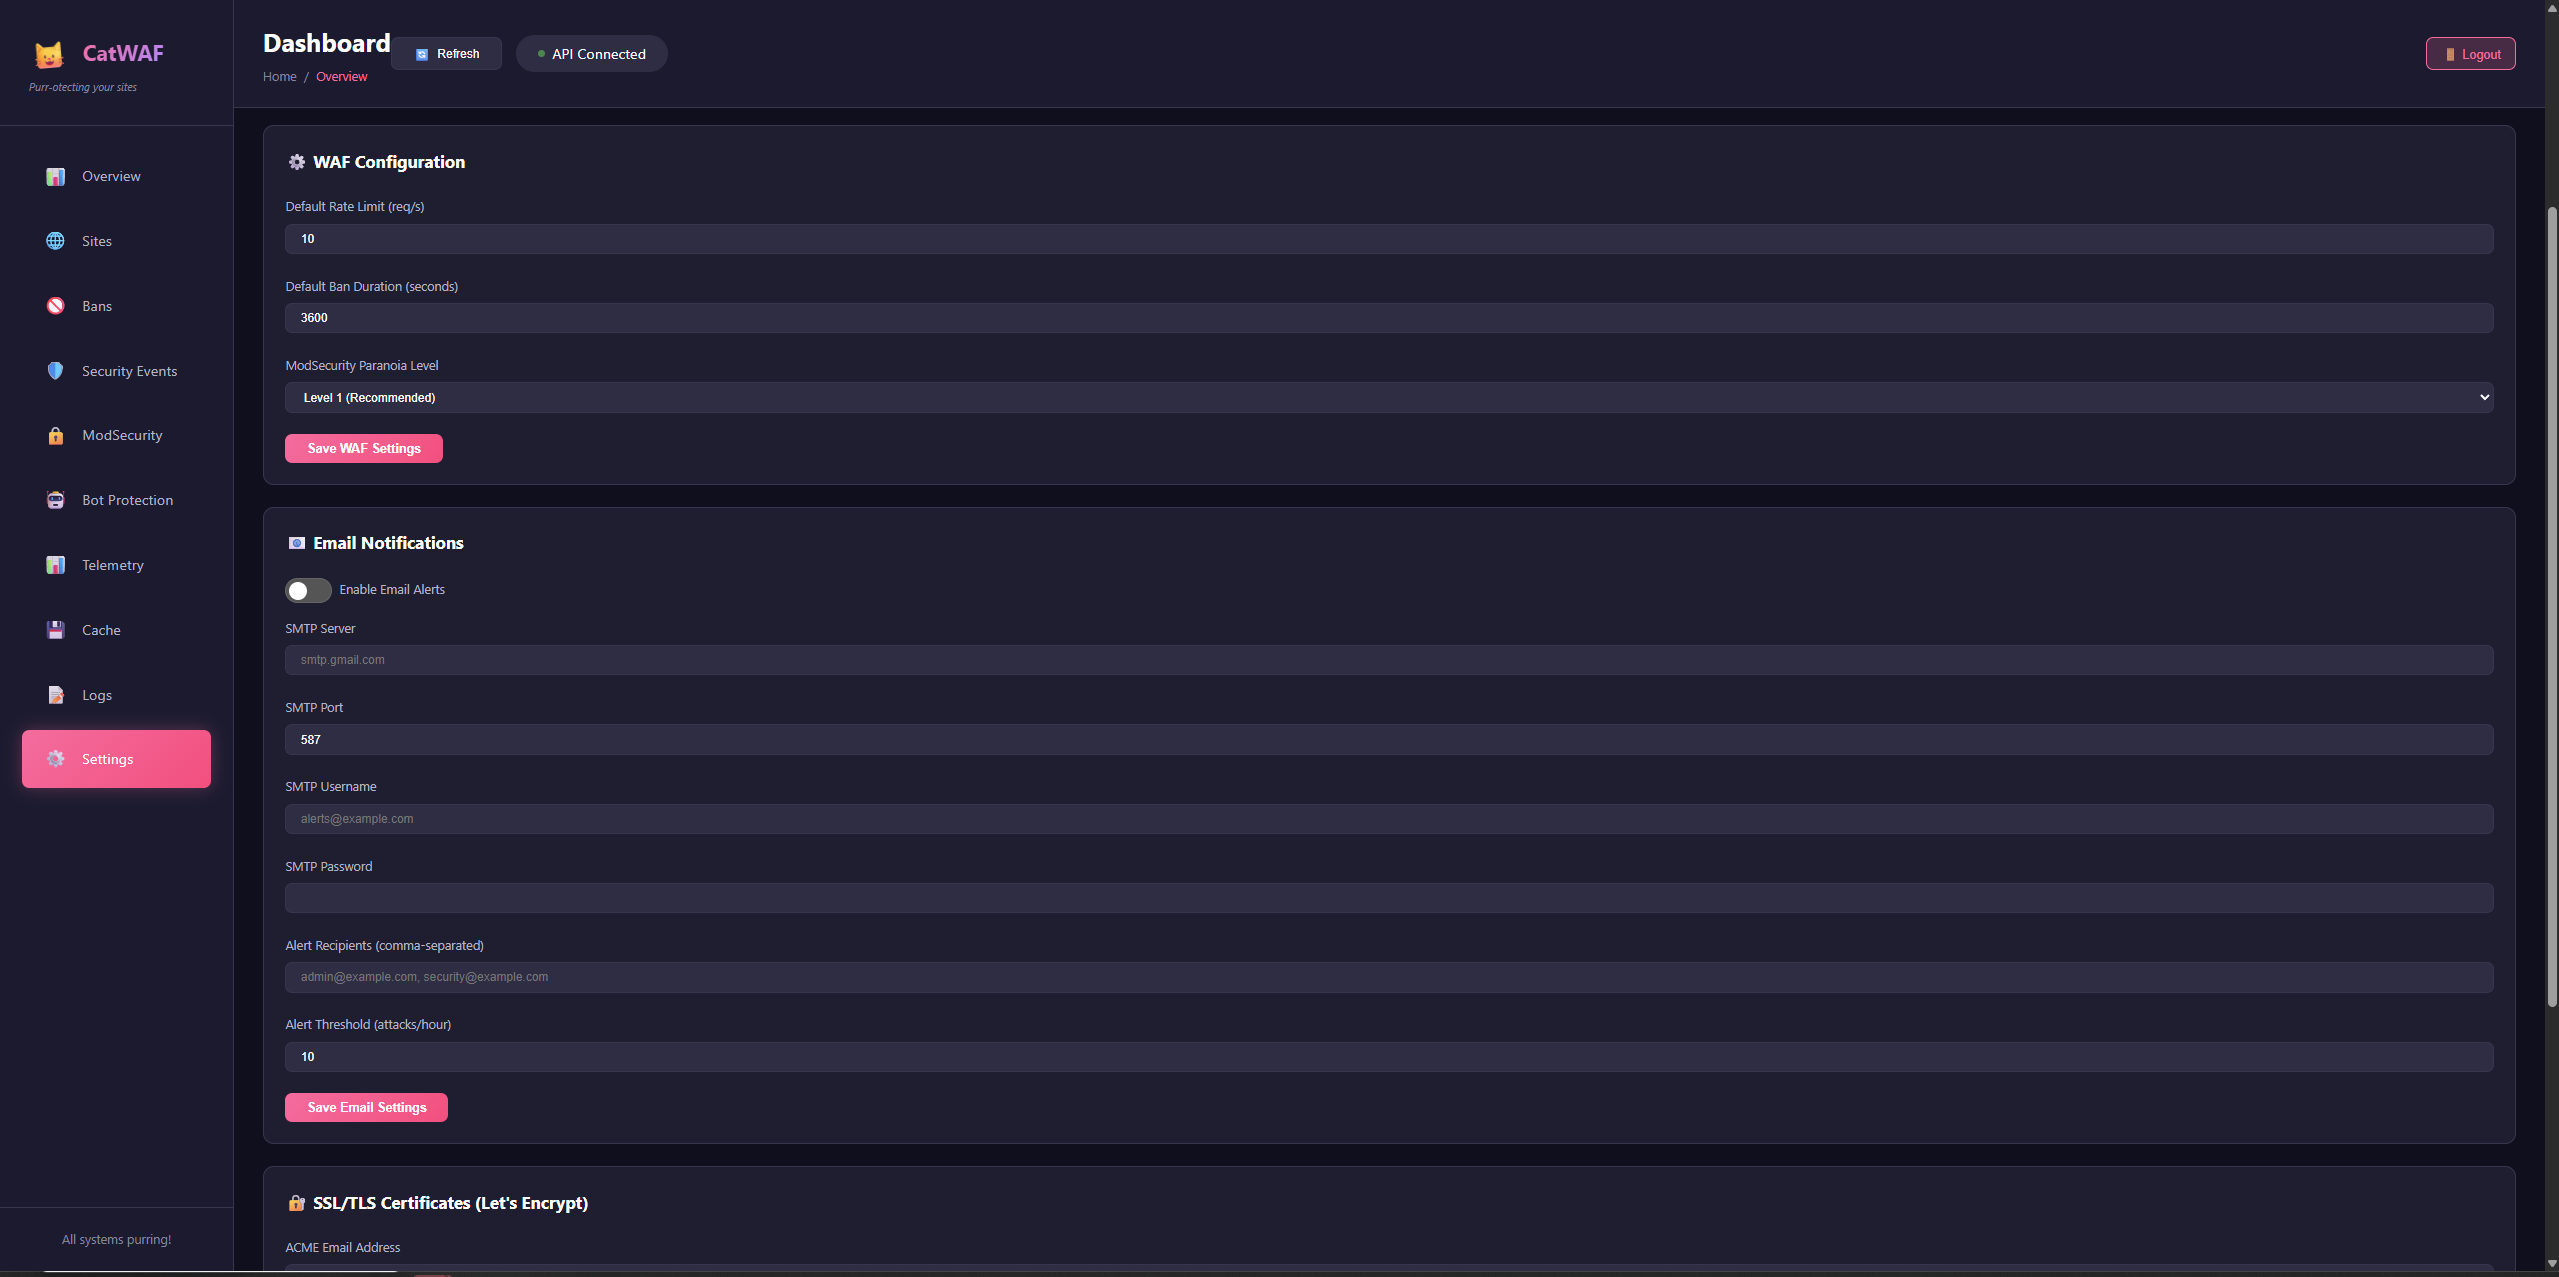 CatWAF
Purr-otecting your sites
Overview
Sites
Bans
Security Events
ModSecurity
Bot Protection
Telemetry
Cache
Logs
Settings
All systems purring!
Dashboard
Home / Overview
Refresh
API Connected
Logout
WAF Configuration
Default Rate Limit (req/s)
10
Default Ban Duration (seconds)
3600
ModSecurity Paranoia Level
Level 1 (Recommended)
Save WAF Settings
Email Notifications
Enable Email Alerts
SMTP Server
smtp.gmail.com
SMTP Port
587
SMTP Username
alerts@example.com
SMTP Password
Alert Recipients (comma-separated)
admin@example.com, security@example.com
Alert Threshold (attacks/hour)
10
Save Email Settings
SSL/TLS Certificates (Let's Encrypt)
ACME Email Address